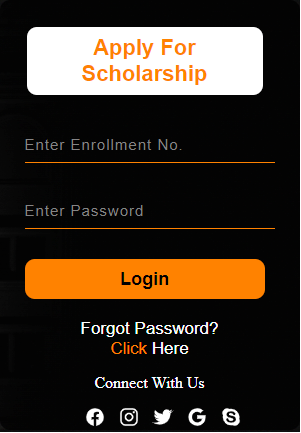 Apply For
Scholarship
Enter Enrollment No.
Enter Password
Login
Forgot Password?
Click Here
Connect With Us